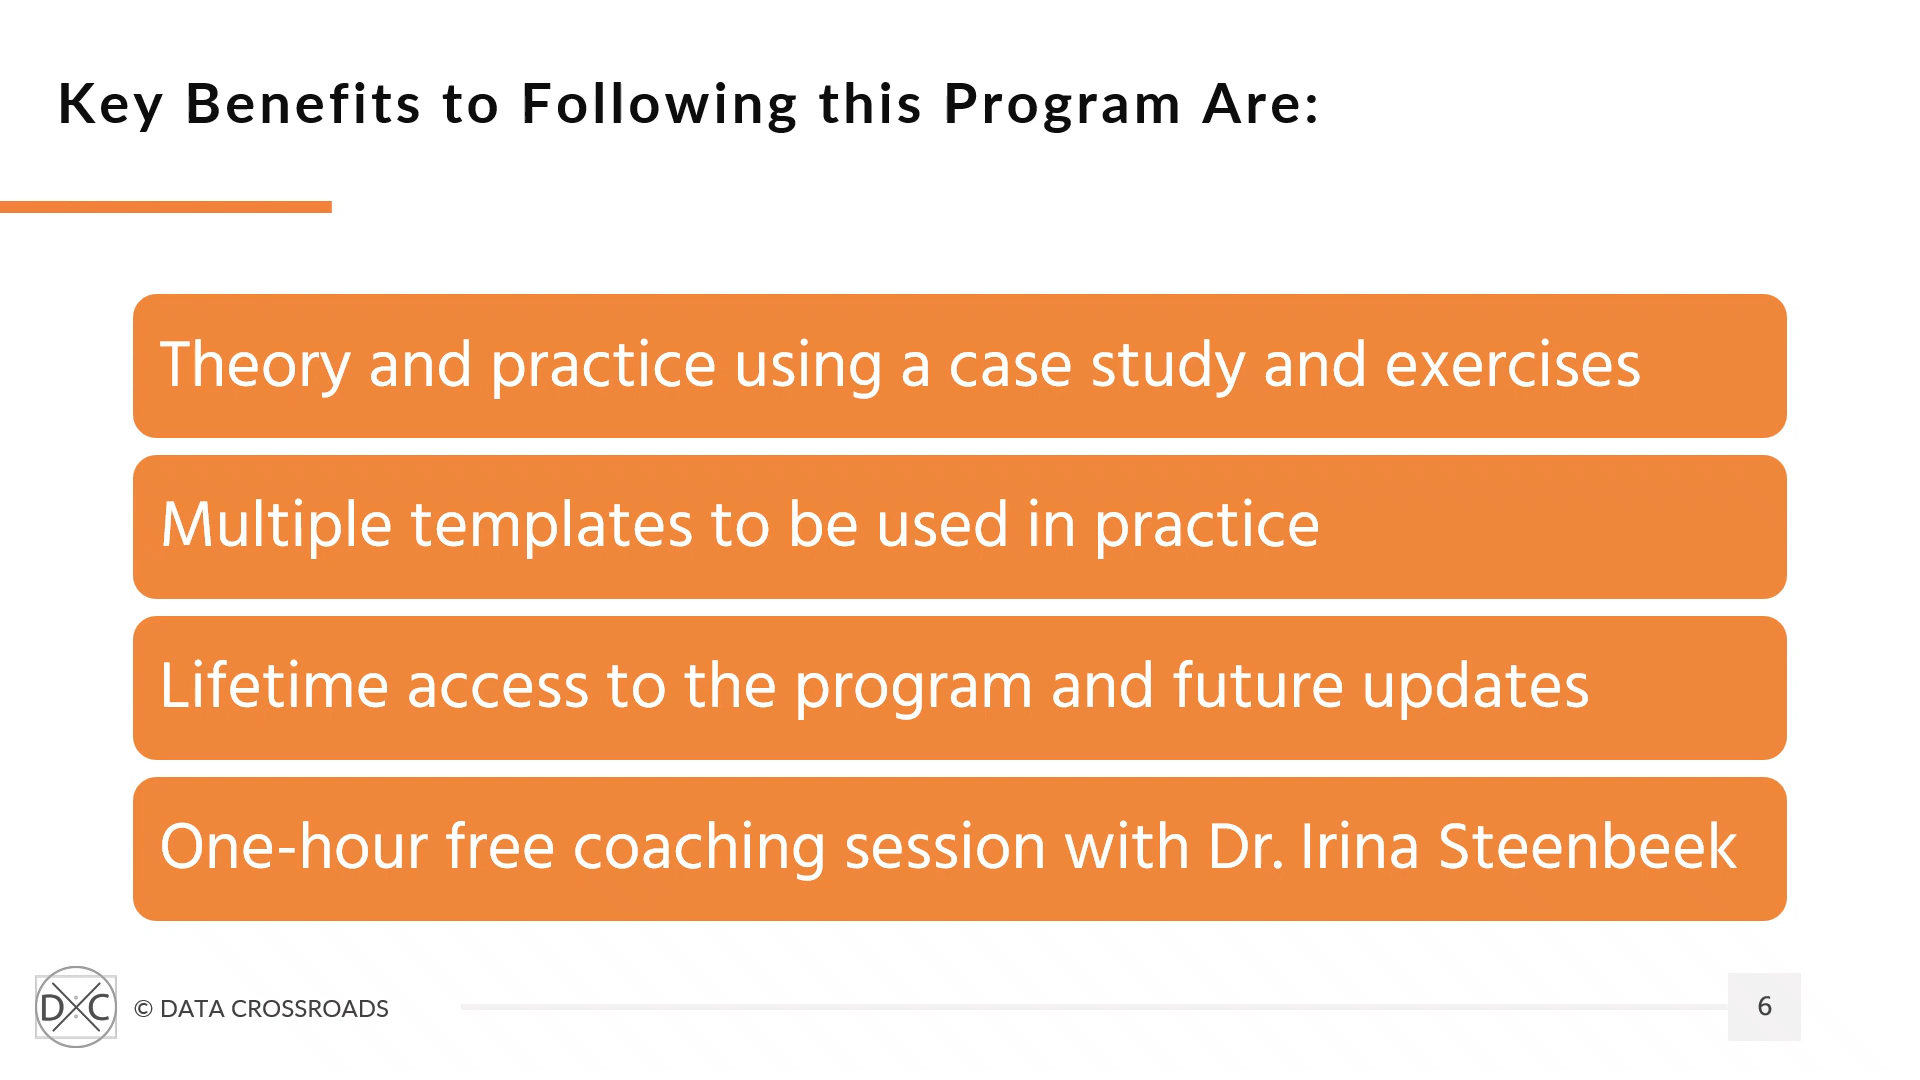 Key Benefits to Following this Program Are:
Theory and practice using a case study and exercises
Multiple templates to be used in practice
Lifetime access to the program and future updates
One-hour free coaching session with Dr. Irina Steenbeek
DC
© DATA CROSSROADS
6